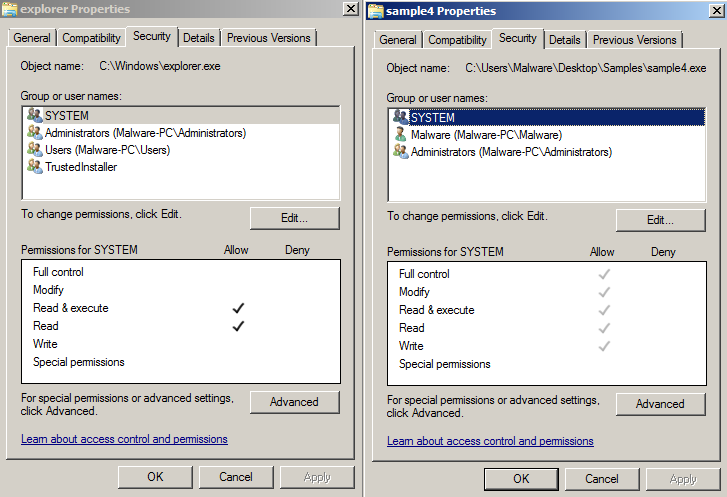 explorer Properties
General
Compatibility
Security
Details
Previous Versions
Object name: C:\Windows\explorer.exe
Group or user names:
SYSTEM
Administrators (Malware-PC\Administrators)
Users (Malware-PC\Users)
TrustedInstaller
To change permissions, click Edit.
Edit...
Permissions for SYSTEM Allow Deny
Full control
Modify
Read & execute
Read
Write
Special permissions
For special permissions or advanced settings,
click Advanced.
Advanced
Learn about access control and permissions
OK
Cancel
Apply
sample4 Properties
General
Compatibility
Security
Details
Previous Versions
Object name: C:\Users\Malware\Desktop\Samples\sample4.exe
Group or user names:
SYSTEM
Malware (Malware-PC\Malware)
Administrators (Malware-PC\Administrators)
To change permissions, click Edit.
Edit...
Permissions for SYSTEM Allow Deny
Full control
Modify
Read & execute
Read
Write
Special permissions
For special permissions or advanced settings,
click Advanced.
Advanced
Learn about access control and permissions
OK
Cancel
Apply